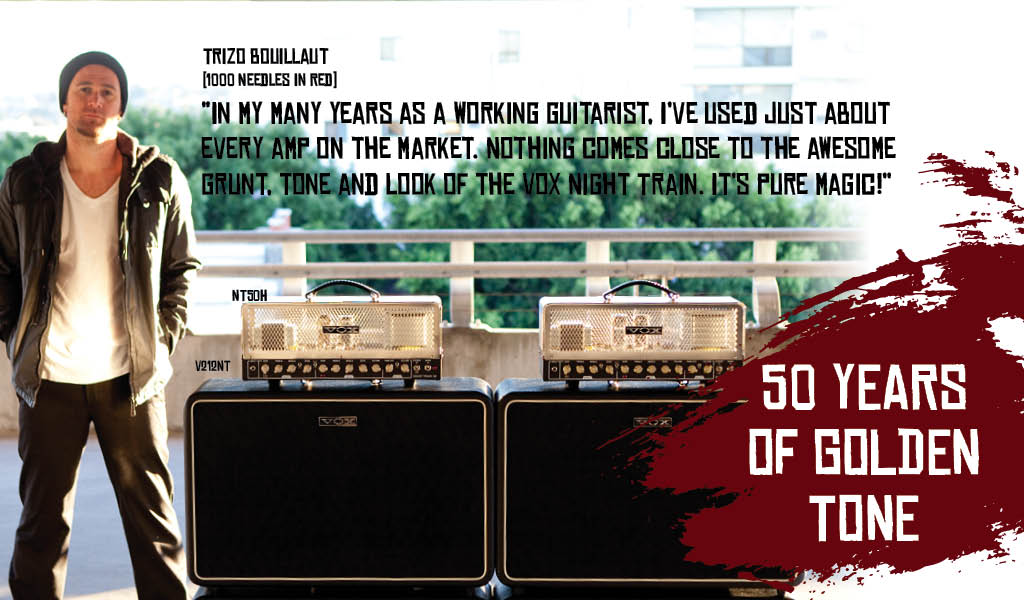 TRIZO BOUILLAUT
[1000 NEEDLES IN RED]
"IN MY MANY YEARS AS A WORKING GUITARIST, I'VE USED JUST ABOUT
EVERY AMP ON THE MARKET. NOTHING COMES CLOSE TO THE AWESOME
GRUNT, TONE AND LOOK OF THE VOX NIGHT TRAIN. IT'S PURE MAGIC!"
NT50H
VOX
VOX
V212NT
VOX
VOX
50 YEARS
OF GOLDEN
TONE